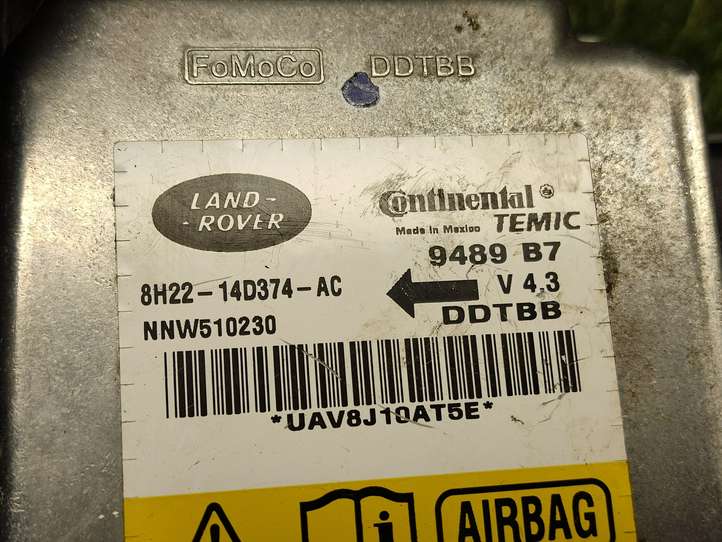 FoMoCo DDTBB
LAND-
-ROVER
Continental
Made in Mexico TEMIC
9489 B7
8H22-14D374-AC
V 4.3
NNW510230
DDTBB
*UAV8J10AT5E*
i
AIRBAG